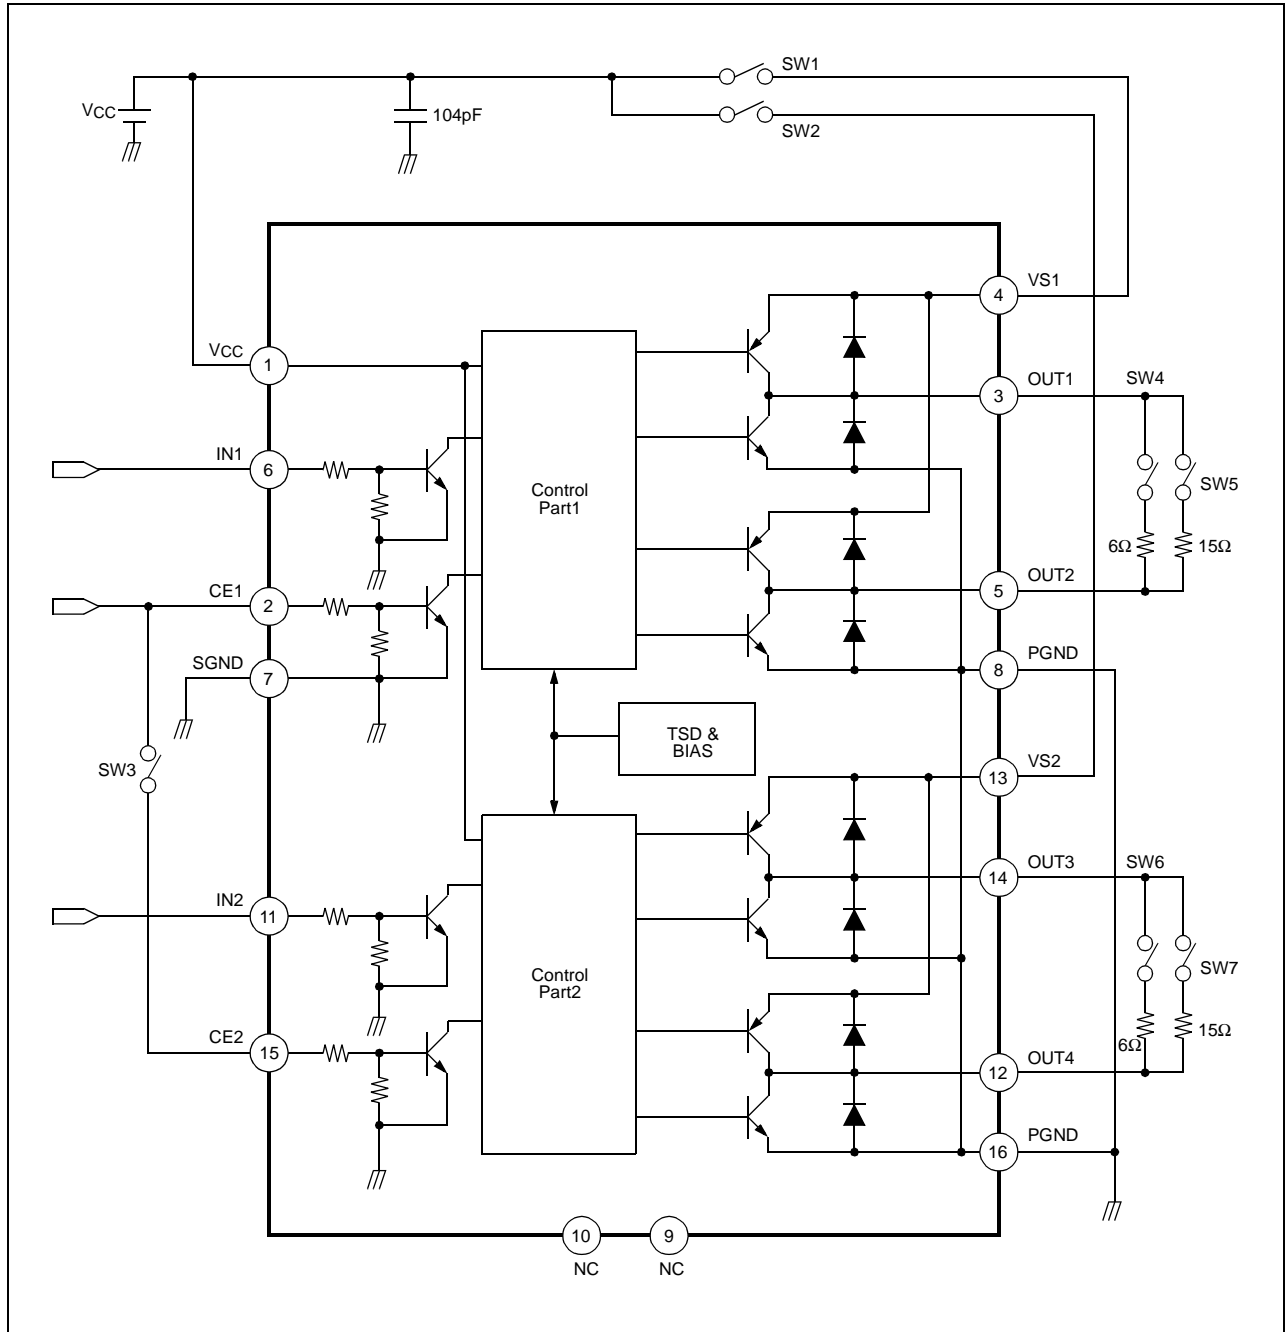 SW1
VCC
104pF
SW2
VS1
4
VCC
1
OUT1
SW4
3
IN1
6
Control
Part1
SW5
6Ω
15Ω
CE1
2
OUT2
5
SGND
7
PGND
8
TSD &
BIAS
SW3
VS2
13
OUT3
SW6
14
IN2
11
Control
Part2
SW7
6Ω
15Ω
CE2
15
OUT4
12
PGND
16
10
9
NC
NC